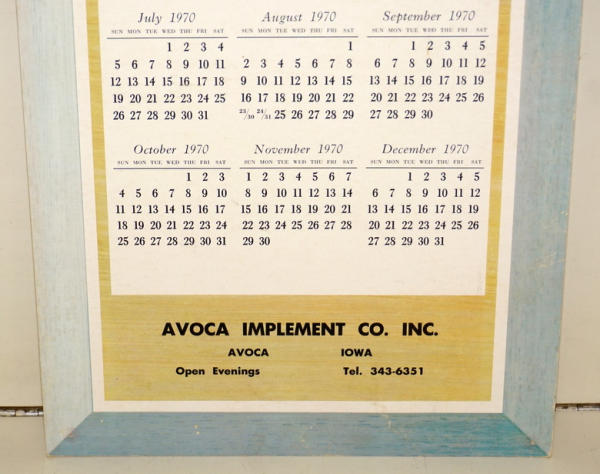 July 1970 August 1970 September 1970
SUN MON TUE WED THU FRI SAT SUN MON TUE WED THU FRI SAT SUN MON TUE WED THU FRI SAT
1 2 3 4 1 1 2 3 4 5
5 6 7 8 9 10 11 2 3 4 5 6 7 8 6 7 8 9 10 11 12
12 13 14 15 16 17 18 9 10 11 12 13 14 15 13 14 15 16 17 18 19
19 20 21 22 23 24 25 16 17 18 19 20 21 22 20 21 22 23 24 25 26
26 27 28 29 30 31 23/30 24/31 25 26 27 28 29 27 28 29 30
October 1970 November 1970 December 1970
SUN MON TUE WED THU FRI SAT SUN MON TUE WED THU FRI SAT SUN MON TUE WED THU FRI SAT
1 2 3 1 2 3 4 5 6 7 1 2 3 4 5
4 5 6 7 8 9 10 8 9 10 11 12 13 14 6 7 8 9 10 11 12
11 12 13 14 15 16 17 15 16 17 18 19 20 21 13 14 15 16 17 18 19
18 19 20 21 22 23 24 22 23 24 25 26 27 28 20 21 22 23 24 25 26
25 26 27 28 29 30 31 29 30 27 28 29 30 31
AVOCA IMPLEMENT CO. INC.
AVOCA IOWA
Open Evenings Tel. 343-6351